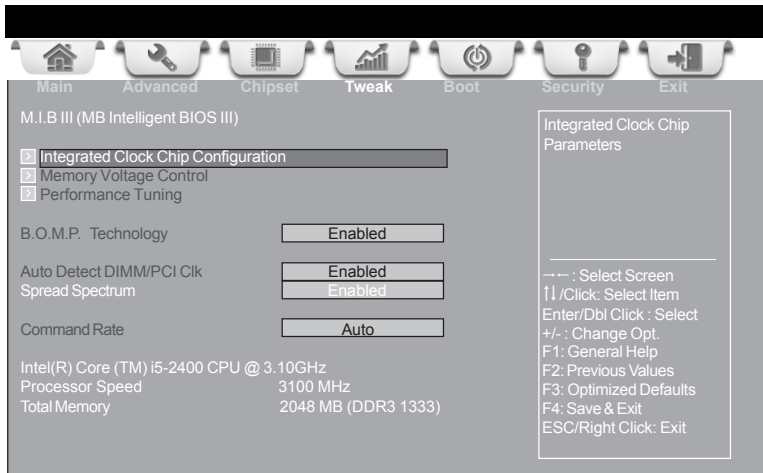 Main Advanced Chipset Tweak Boot Security Exit
M.I.B III (MB Intelligent BIOS III)
Integrated Clock Chip Configuration
Memory Voltage Control
Performance Tuning
B.O.M.P. Technology Enabled
Auto Detect DIMM/PCI Clk Enabled
Spread Spectrum Enabled
Command Rate Auto
Intel(R) Core (TM) i5-2400 CPU @ 3.10GHz
Processor Speed 3100 MHz
Total Memory 2048 MB (DDR3 1333)
Integrated Clock Chip
Parameters
→←: Select Screen
↑↓/Click: Select Item
Enter/Dbl Click : Select
+/- : Change Opt.
F1: General Help
F2: Previous Values
F3: Optimized Defaults
F4: Save & Exit
ESC/Right Click: Exit